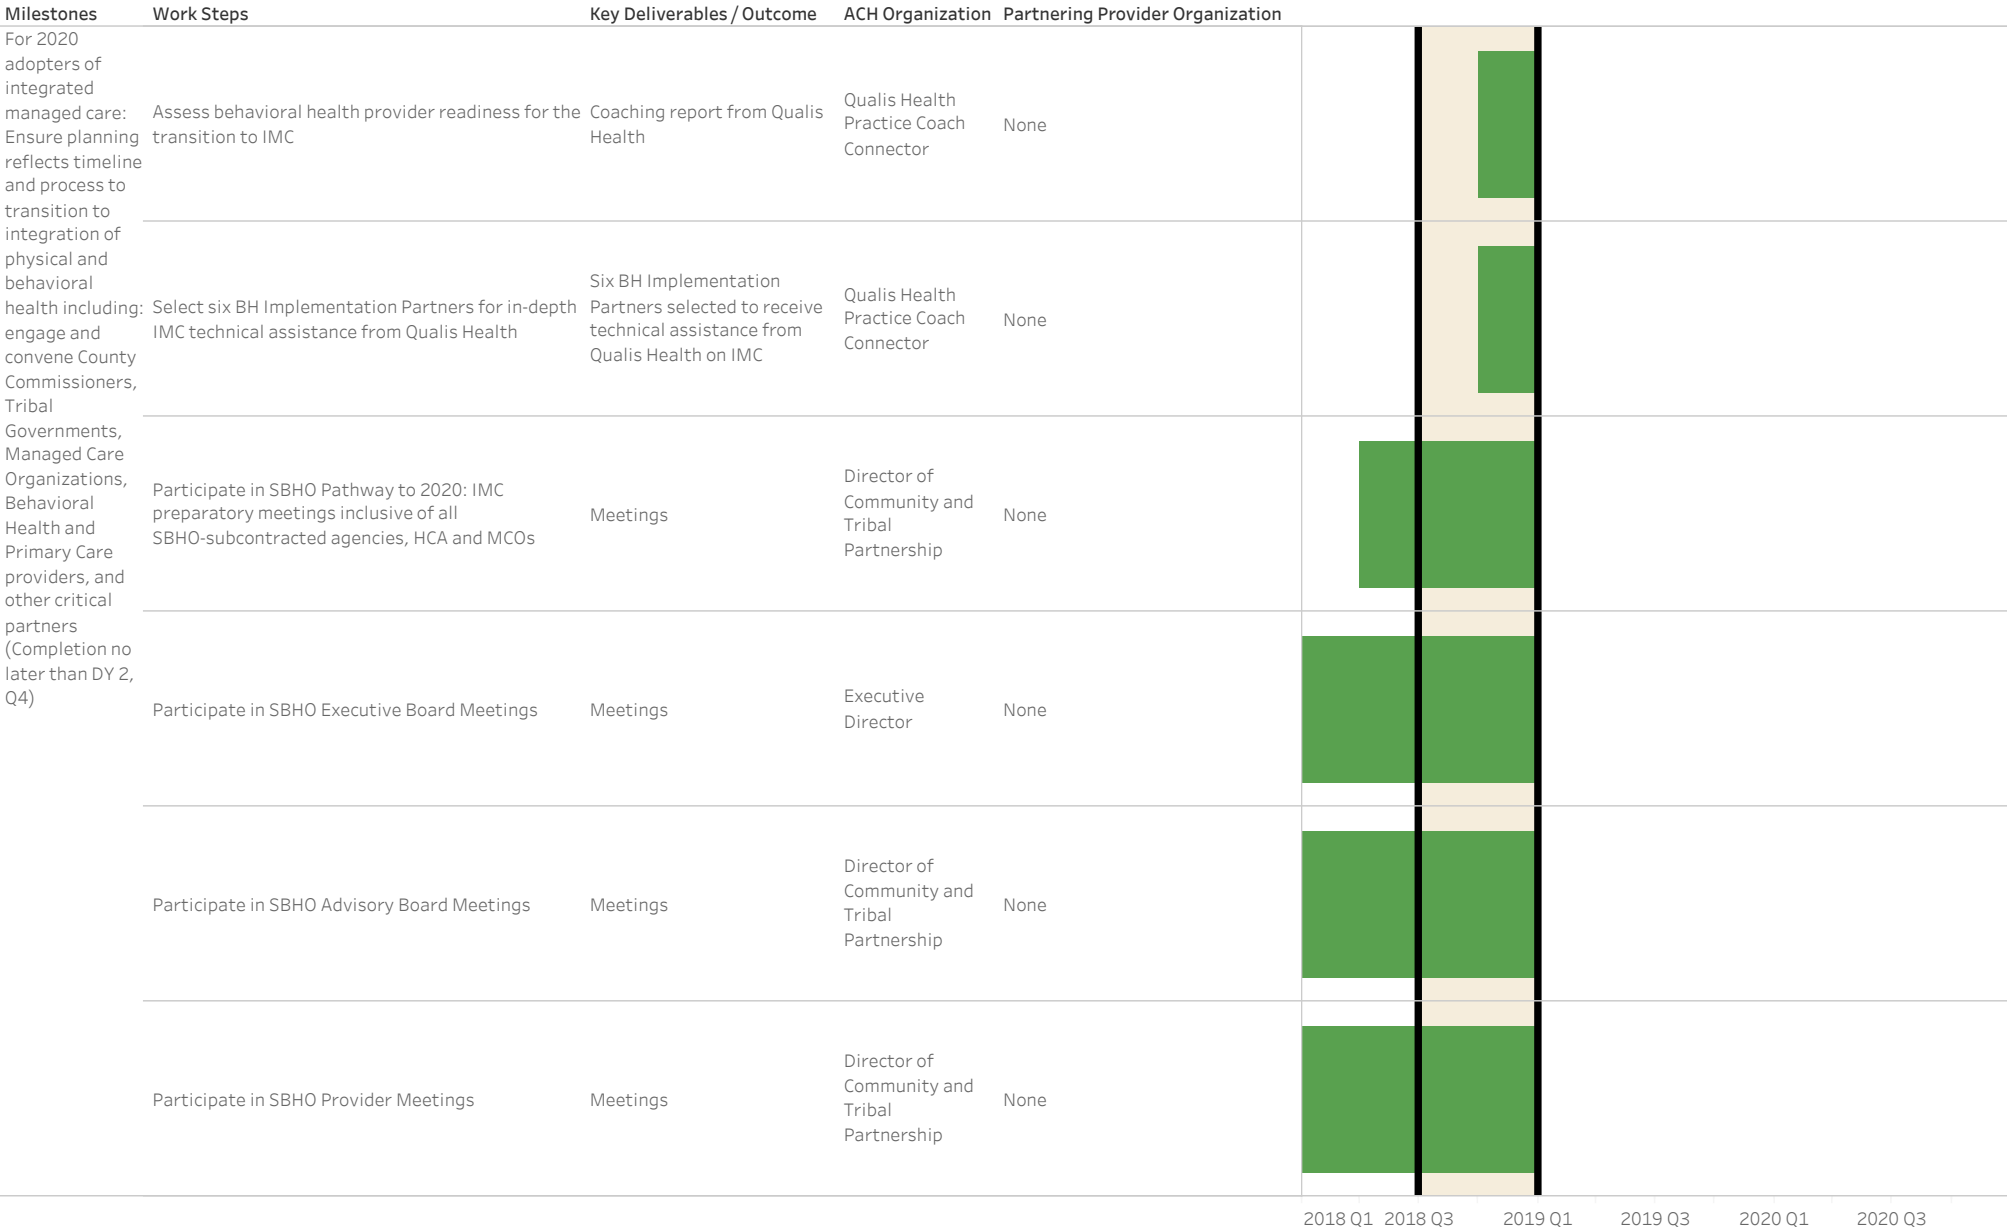 Milestones Work Steps Key Deliverables / Outcome ACH Organization Partnering Provider Organization
For 2020
adopters of
integrated
managed care:
Ensure planning
reflects timeline
and process to
transition to
integration of
physical and
behavioral
health including:
engage and
convene County
Commissioners,
Tribal
Governments,
Managed Care
Organizations,
Behavioral
Health and
Primary Care
providers, and
other critical
partners
(Completion no
later than DY 2,
Q4)
Assess behavioral health provider readiness for the
transition to IMC
Coaching report from Qualis
Health
Qualis Health
Practice Coach
Connector
None
Select six BH Implementation Partners for in-depth
IMC technical assistance from Qualis Health
Six BH Implementation
Partners selected to receive
technical assistance from
Qualis Health on IMC
Qualis Health
Practice Coach
Connector
None
Participate in SBHO Pathway to 2020: IMC
preparatory meetings inclusive of all
SBHO-subcontracted agencies, HCA and MCOs
Meetings
Director of
Community and
Tribal
Partnership
None
Participate in SBHO Executive Board Meetings
Meetings
Executive
Director
None
Participate in SBHO Advisory Board Meetings
Meetings
Director of
Community and
Tribal
Partnership
None
Participate in SBHO Provider Meetings
Meetings
Director of
Community and
Tribal
Partnership
None
2018 Q1 2018 Q3 2019 Q1 2019 Q3 2020 Q1 2020 Q3